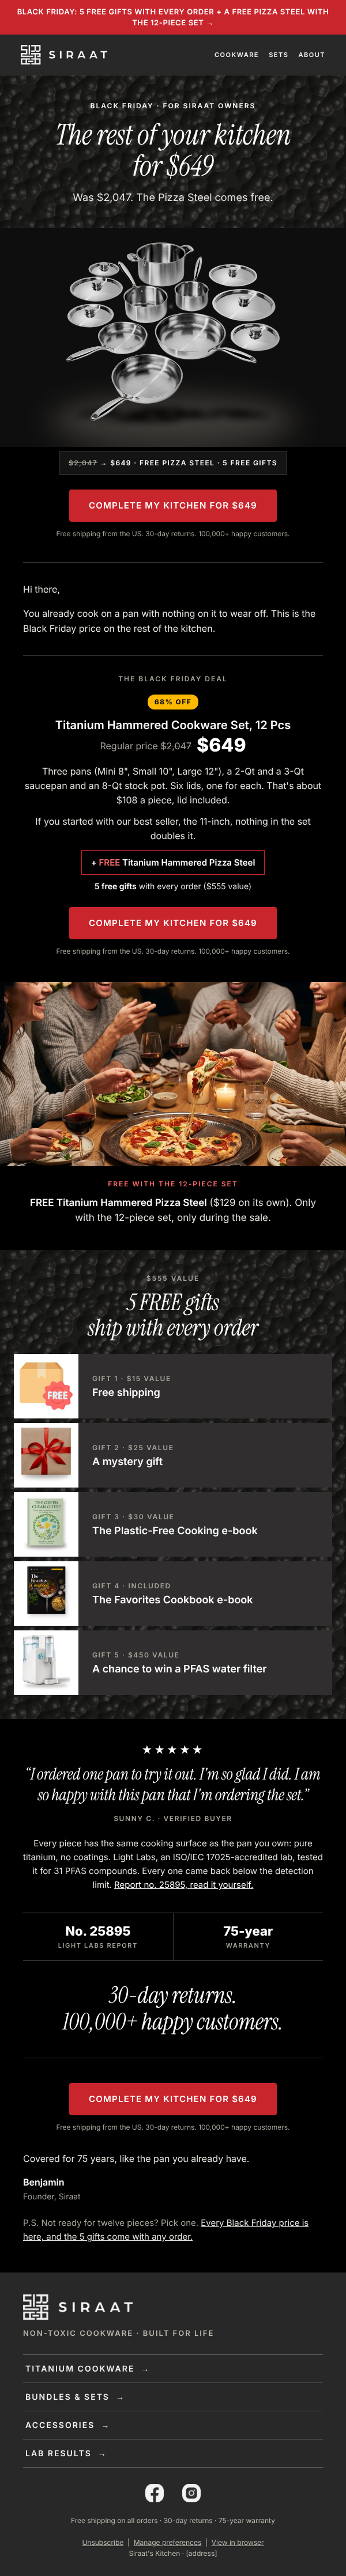 BLACK FRIDAY: 5 FREE GIFTS WITH EVERY ORDER + A FREE PIZZA STEEL WITH
THE 12-PIECE SET →
SIRAAT
COOKWARE SETS ABOUT
BLACK FRIDAY · FOR SIRAAT OWNERS
The rest of your kitchen
for $649
Was $2,047. The Pizza Steel comes free.
$2,047 → $649 · FREE PIZZA STEEL · 5 FREE GIFTS
COMPLETE MY KITCHEN FOR $649
Free shipping from the US. 30-day returns. 100,000+ happy customers.
Hi there,
You already cook on a pan with nothing on it to wear off. This is the
Black Friday price on the rest of the kitchen.
THE BLACK FRIDAY DEAL
68% OFF
Titanium Hammered Cookware Set, 12 Pcs
Regular price $2,047 $649
Three pans (Mini 8", Small 10", Large 12"), a 2-Qt and a 3-Qt
saucepan and an 8-Qt stock pot. Six lids, one for each. That's about
$108 a piece, lid included.
If you started with our best seller, the 11-inch, nothing in the set
doubles it.
+ FREE Titanium Hammered Pizza Steel
5 free gifts with every order ($555 value)
COMPLETE MY KITCHEN FOR $649
Free shipping from the US. 30-day returns. 100,000+ happy customers.
FREE WITH THE 12-PIECE SET
FREE Titanium Hammered Pizza Steel ($129 on its own). Only
with the 12-piece set, only during the sale.
$555 VALUE
5 FREE gifts
ship with every order
FREE
GIFT 1 · $15 VALUE
Free shipping
GIFT 2 · $25 VALUE
A mystery gift
GIFT 3 · $30 VALUE
The Plastic-Free Cooking e-book
GIFT 4 · INCLUDED
The Favorites Cookbook e-book
GIFT 5 · $450 VALUE
A chance to win a PFAS water filter
★★★★★
“I ordered one pan to try it out. I'm so glad I did. I am
so happy with this pan that I'm ordering the set.”
SUNNY C. · VERIFIED BUYER
Every piece has the same cooking surface as the pan you own: pure
titanium, no coatings. Light Labs, an ISO/IEC 17025-accredited lab, tested
it for 31 PFAS compounds. Every one came back below the detection
limit. Report no. 25895, read it yourself.
No. 25895
LIGHT LABS REPORT
75-year
WARRANTY
30-day returns.
100,000+ happy customers.
COMPLETE MY KITCHEN FOR $649
Free shipping from the US. 30-day returns. 100,000+ happy customers.
Covered for 75 years, like the pan you already have.
Benjamin
Founder, Siraat
P.S. Not ready for twelve pieces? Pick one. Every Black Friday price is
here, and the 5 gifts come with any order.
SIRAAT
NON-TOXIC COOKWARE · BUILT FOR LIFE
TITANIUM COOKWARE →
BUNDLES & SETS →
ACCESSORIES →
LAB RESULTS →
Free shipping on all orders · 30-day returns · 75-year warranty
Unsubscribe | Manage preferences | View in browser
Siraat's Kitchen · [address]